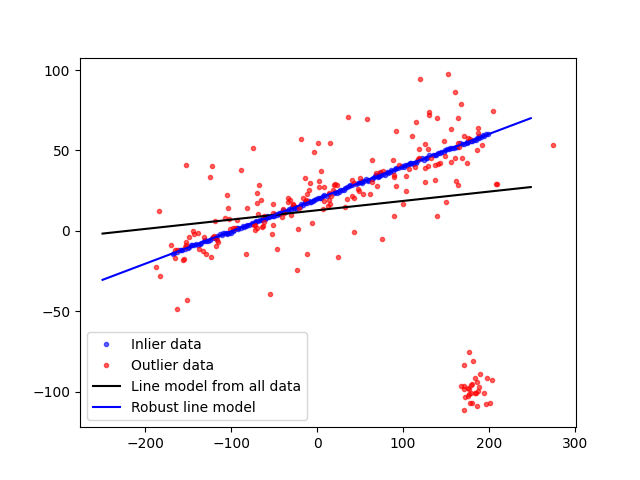 100
50
0
−50
−100
−200
−100
0
100
200
300
Inlier data
Outlier data
Line model from all data
Robust line model